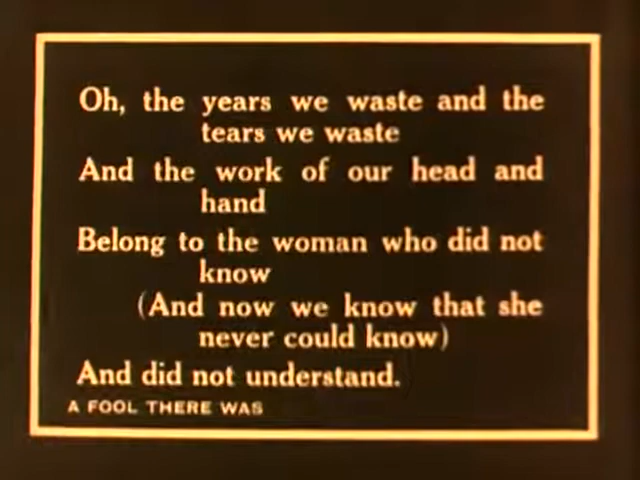 Oh, the years we waste and the
tears we waste
And the work of our head and
hand
Belong to the woman who did not
know
(And now we know that she
never could know)
And did not understand.
A FOOL THERE WAS